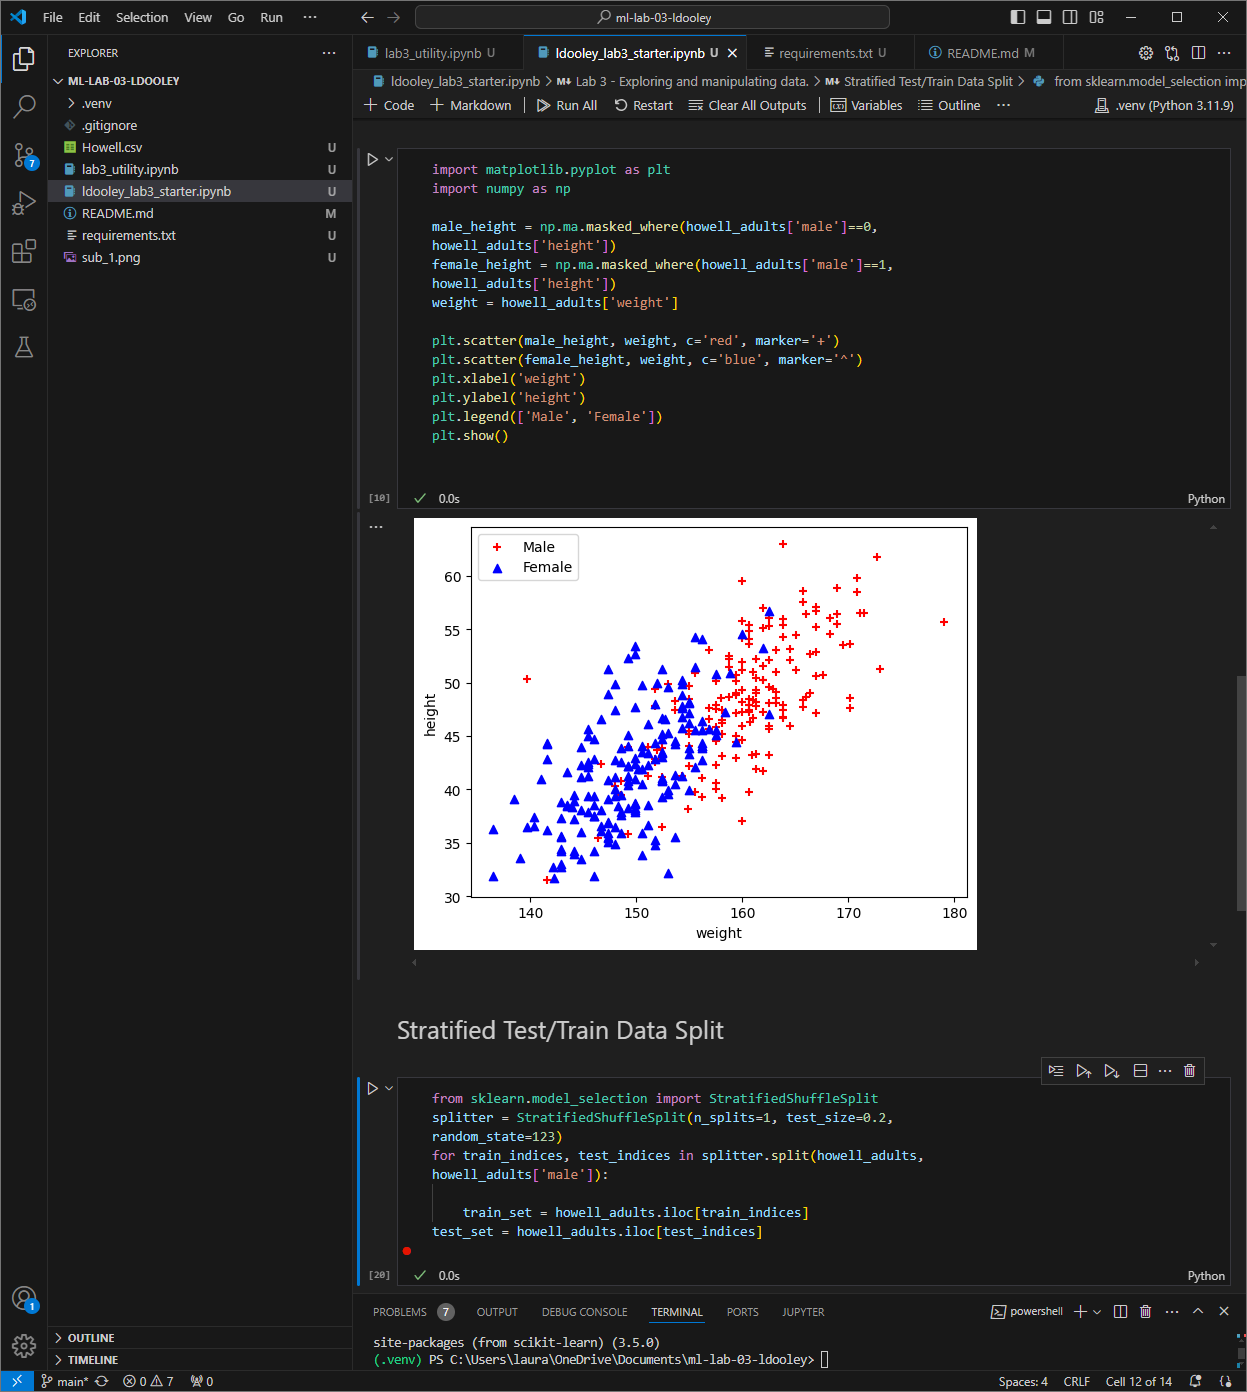 File Edit Selection View Go Run ··· ml-lab-03-ldooley
EXPLORER ···
ML-LAB-03-LDOOLEY
.venv
.gitignore
Howell.csv U
lab3_utility.ipynb U
ldooley_lab3_starter.ipynb U
README.md M
requirements.txt U
sub_1.png U
7
lab3_utility.ipynb U ldooley_lab3_starter.ipynb U requirements.txt U README.md M
ldooley_lab3_starter.ipynb > Lab 3 - Exploring and manipulating data. > Stratified Test/Train Data Split > from sklearn.model_selection imp
+ Code + Markdown Run All Restart Clear All Outputs Variables Outline ··· .venv (Python 3.11.9)
import matplotlib.pyplot as plt
import numpy as np
male_height = np.ma.masked_where(howell_adults['male']==0,
howell_adults['height'])
female_height = np.ma.masked_where(howell_adults['male']==1,
howell_adults['height'])
weight = howell_adults['weight']
plt.scatter(male_height, weight, c='red', marker='+')
plt.scatter(female_height, weight, c='blue', marker='^')
plt.xlabel('weight')
plt.ylabel('height')
plt.legend(['Male', 'Female'])
plt.show()
[10] 0.0s Python
Male
Female
60
55
50
45
40
35
30
height
140 150 160 170 180
weight
Stratified Test/Train Data Split
from sklearn.model_selection import StratifiedShuffleSplit
splitter = StratifiedShuffleSplit(n_splits=1, test_size=0.2,
random_state=123)
for train_indices, test_indices in splitter.split(howell_adults,
howell_adults['male']):
train_set = howell_adults.iloc[train_indices]
test_set = howell_adults.iloc[test_indices]
[20] 0.0s Python
PROBLEMS 7 OUTPUT DEBUG CONSOLE TERMINAL PORTS JUPYTER powershell
site-packages (from scikit-learn) (3.5.0)
(.venv) PS C:\Users\laura\OneDrive\Documents\ml-lab-03-ldooley>
1
OUTLINE
TIMELINE
main* 0 7 0 Spaces: 4 CRLF Cell 12 of 14